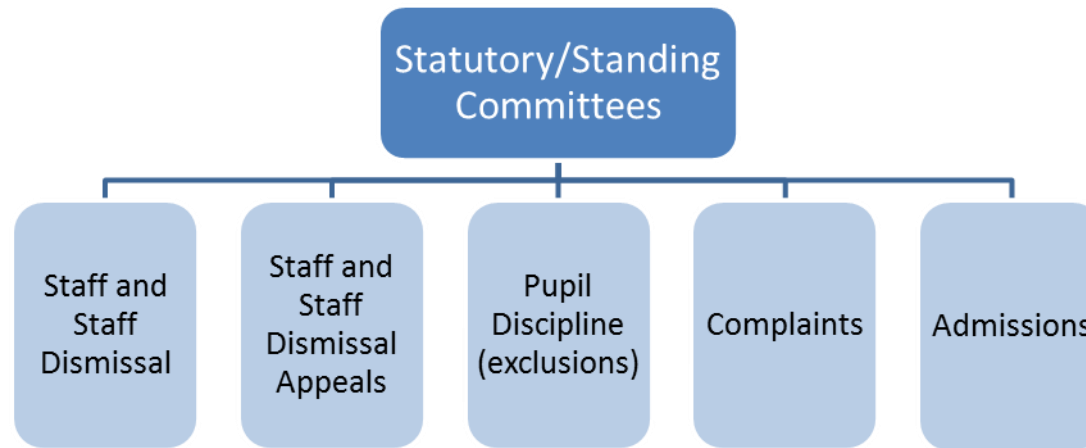 Statutory/Standing
Committees
Staff and
Staff
Dismissal
Staff and
Staff
Dismissal
Appeals
Pupil
Discipline
(exclusions)
Complaints
Admissions